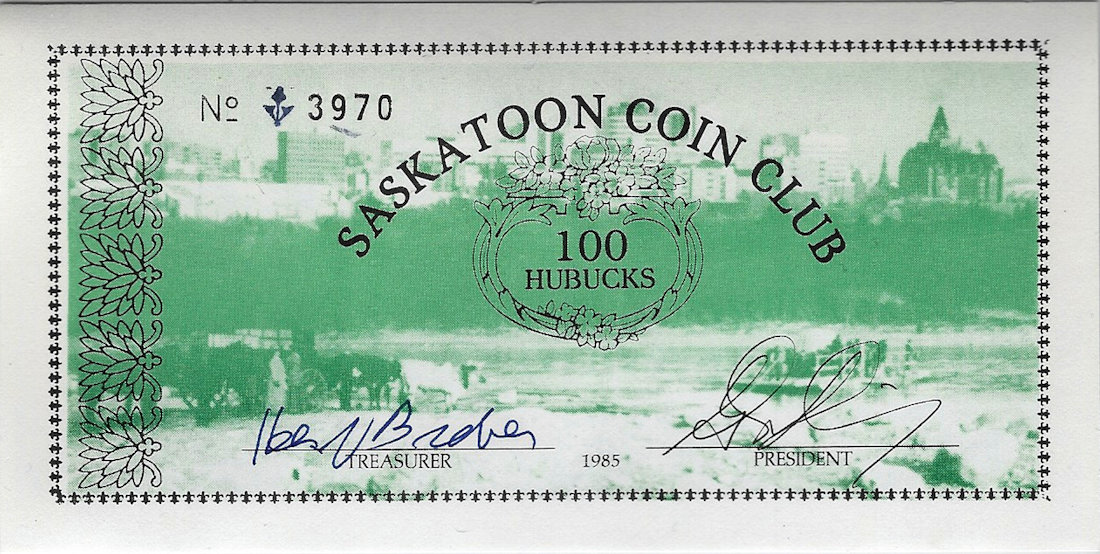 Nº 3970
SASKATOON COIN CLUB
100
HUBUCKS
TREASURER
1985
PRESIDENT